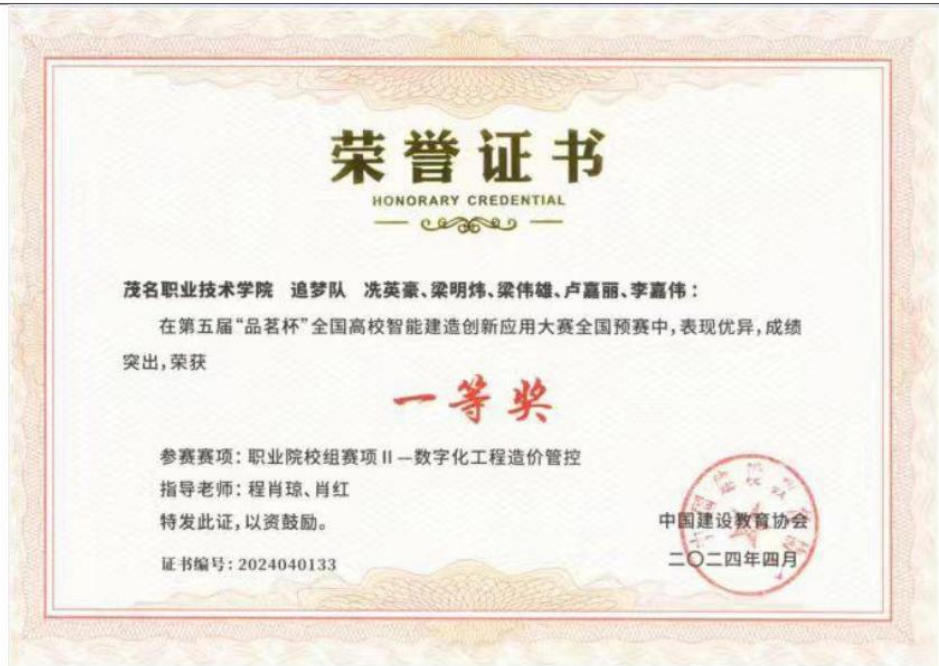 荣誉证书
HONORARY CREDENTIAL
茂名职业技术学院 追梦队 冼英豪、梁明炜、梁伟雄、卢嘉丽、李嘉伟：
在第五届“品茗杯”全国高校智能建造创新应用大赛全国预赛中，表现优异，成绩
突出，荣获
一等奖
参赛赛项：职业院校组赛项Ⅱ—数字化工程造价管控
指导老师：程肖琼、肖红
特发此证，以资鼓励。
中国建设教育协会
证书编号：2024040133
二〇二四年四月